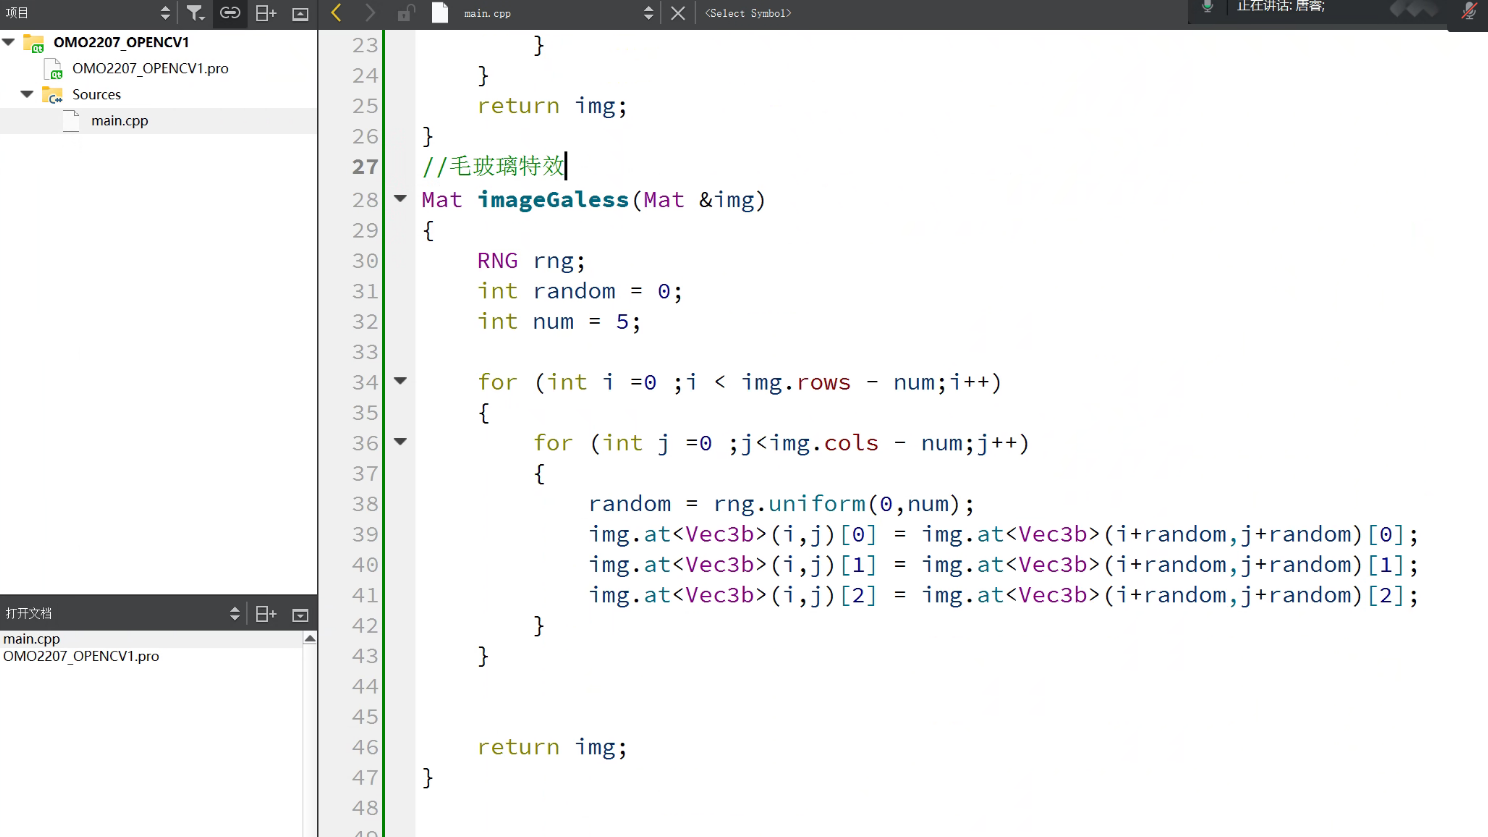 项目
main.cpp
<Select Symbol>
正在讲话: 唐客;
OMO2207_OPENCV1
OMO2207_OPENCV1.pro
Sources
main.cpp
打开文档
main.cpp
OMO2207_OPENCV1.pro
23 }
24 }
25 return img;
26 }
27 //毛玻璃特效
28 Mat imageGaless(Mat &img)
29 {
30 RNG rng;
31 int random = 0;
32 int num = 5;
33
34 for (int i =0 ;i < img.rows - num;i++)
35 {
36 for (int j =0 ;j<img.cols - num;j++)
37 {
38 random = rng.uniform(0,num);
39 img.at<Vec3b>(i,j)[0] = img.at<Vec3b>(i+random,j+random)[0];
40 img.at<Vec3b>(i,j)[1] = img.at<Vec3b>(i+random,j+random)[1];
41 img.at<Vec3b>(i,j)[2] = img.at<Vec3b>(i+random,j+random)[2];
42 }
43 }
44
45
46 return img;
47 }
48
49